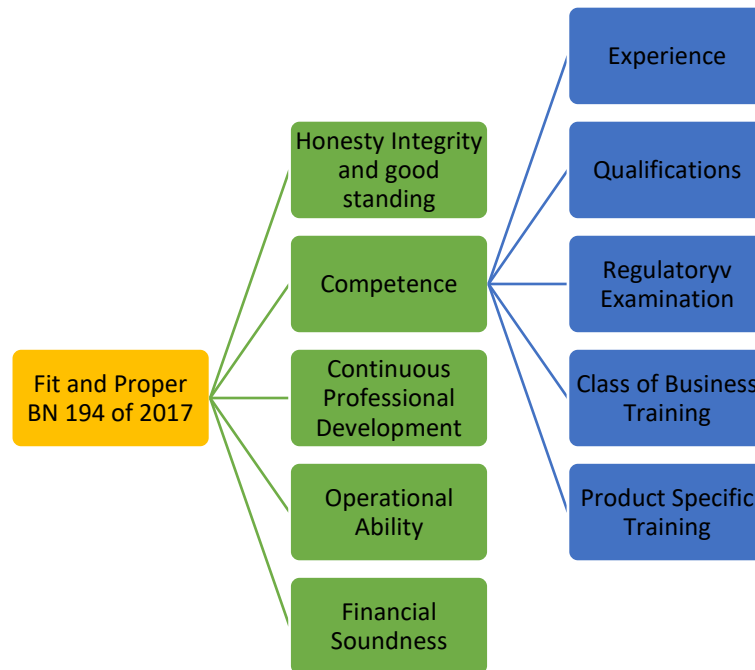 Fit and Proper
BN 194 of 2017
Honesty Integrity
and good
standing
Competence
Continuous
Professional
Development
Operational
Ability
Financial
Soundness
Experience
Qualifications
Regulatoryv
Examination
Class of Business
Training
Product Specific
Training